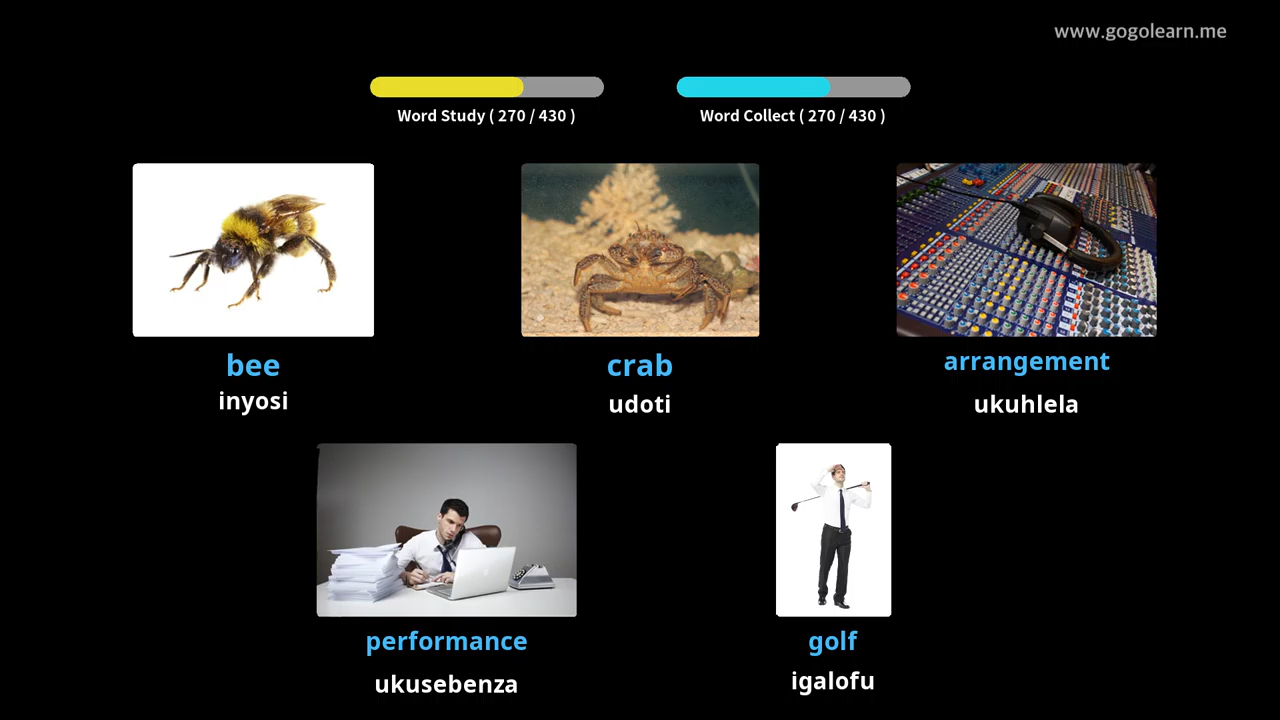 www.gogolearn.me
Word Study ( 270 / 430 )
Word Collect ( 270 / 430 )
bee
inyosi
crab
udoti
arrangement
ukuhlela
performance
ukusebenza
golf
igalofu